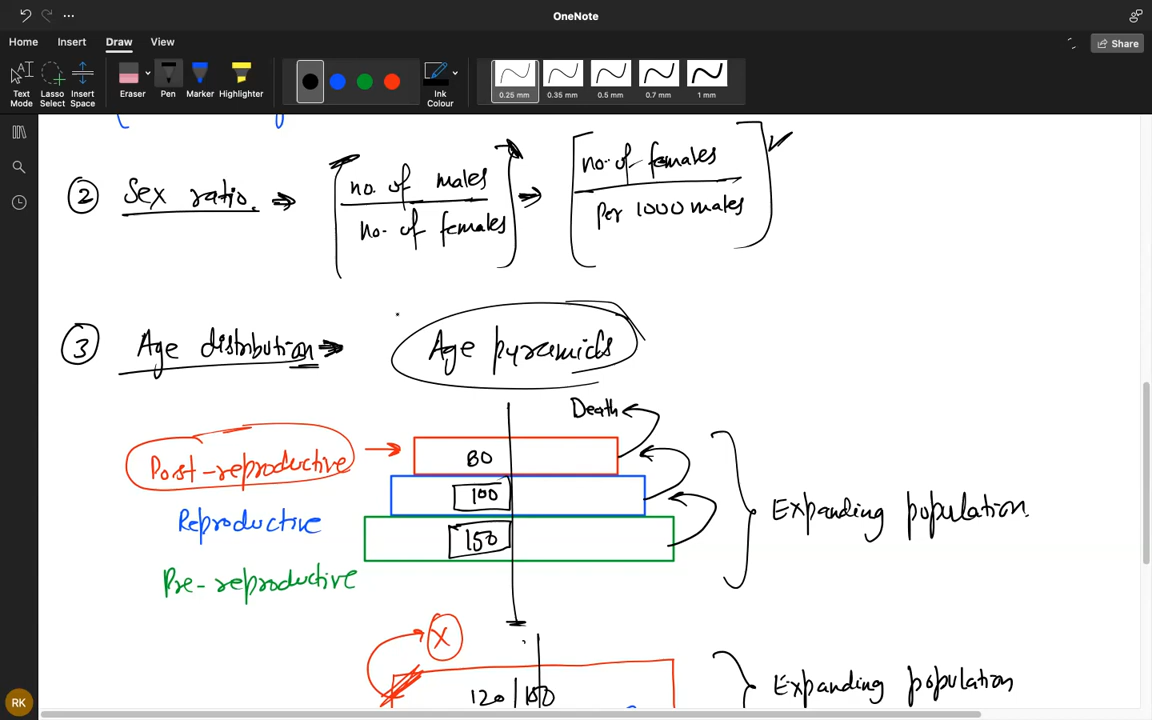 OneNote
Home Insert Draw View
Share
Text Mode
Lasso Select
Insert Space
Eraser
Pen
Marker
Highlighter
Ink Colour
0.25 mm
0.35 mm
0.5 mm
0.7 mm
1 mm
② Sex ratio. → no. of males → no. of females
no. of females Per 1000 males
③ Age distribution → Age pyramids
Death
Post-reproductive → 80
Reproductive 100
Expanding population
150
Pre-reproductive
X
120 | 150
Expanding population
RK